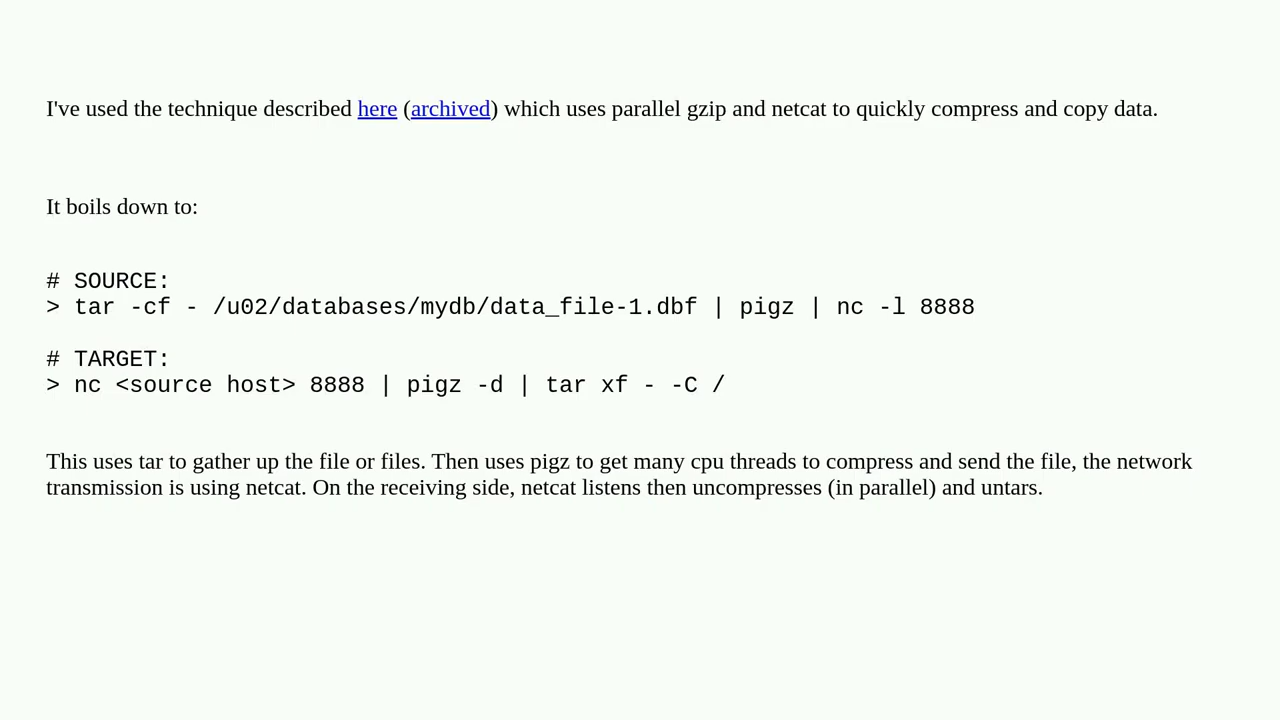 I've used the technique described here (archived) which uses parallel gzip and netcat to quickly compress and copy data.
It boils down to:
# SOURCE:
> tar -cf - /u02/databases/mydb/data_file-1.dbf | pigz | nc -l 8888
# TARGET:
> nc <source host> 8888 | pigz -d | tar xf - -C /
This uses tar to gather up the file or files. Then uses pigz to get many cpu threads to compress and send the file, the network
transmission is using netcat. On the receiving side, netcat listens then uncompresses (in parallel) and untars.